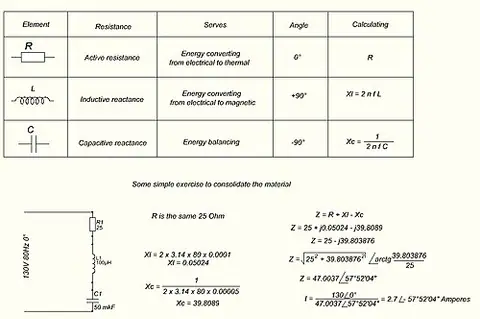 Element Resistance Serves Angle Calculating
R
Active resistance
Energy converting
from electrical to thermal
0°
R
L
Inductive reactance
Energy converting
from electrical to magnetic
+90°
Xl = 2 п f L
C
Capacitive reactance
Energy balancing
-90°
Xc = 1
2 п f C
Some simple exercise to consolidate the material
130V 80Hz 0°
R1
25
L1
100µH
C1
50 mkF
R is the same 25 Ohm
Xl = 2 x 3.14 x 80 x 0.0001
Xl = 0.05024
Xc = 1
2 x 3.14 x 80 x 0.00005
Xc = 39.8089
Z = R + Xl - Xc
Z = 25 + j0.05024 - j39.8089
Z = 25 - j39.803876
Z = √25² + 39.803876² ∠arctg 39.803876
25
Z = 47.0037∠57°52'04"
I = 130∠0° = 2.7 ∠- 57°52'04" Amperes
47.0037∠57°52'04"